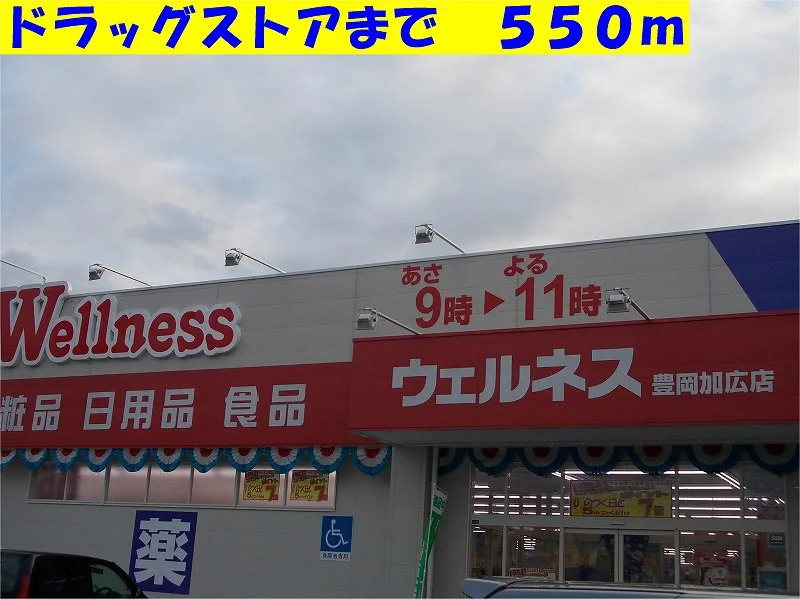 ドラッグストアまで 550m
あさ よる
9時▶11時
Wellness
ウェルネス 豊岡加広店
粧品 日用品 食品
薬